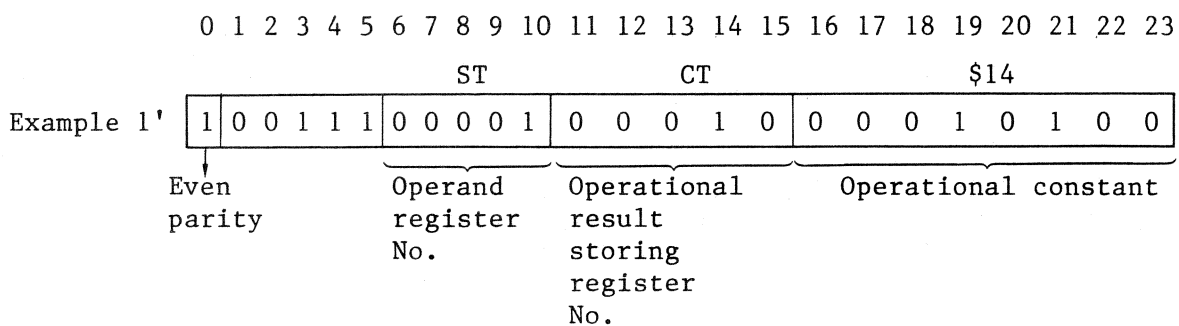 0 1 2 3 4 5 6 7 8 9 10 11 12 13 14 15 16 17 18 19 20 21 22 23
ST CT $14
Example 1' 1 0 0 1 1 1 0 0 0 0 1 0 0 0 1 0 0 0 0 1 0 1 0 0
Even Operand Operational Operational constant
parity register result
No. storing
register
No.